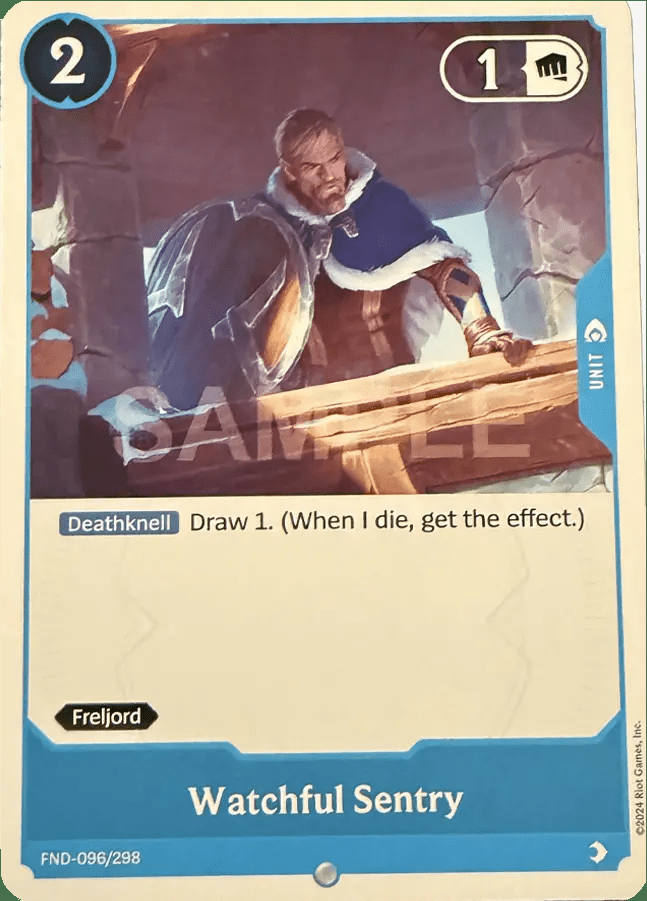 2
1
UNIT
SAMPLE
Deathknell Draw 1. (When I die, get the effect.)
Freljord
Watchful Sentry
©2024 Riot Games, Inc.
FND-096/298